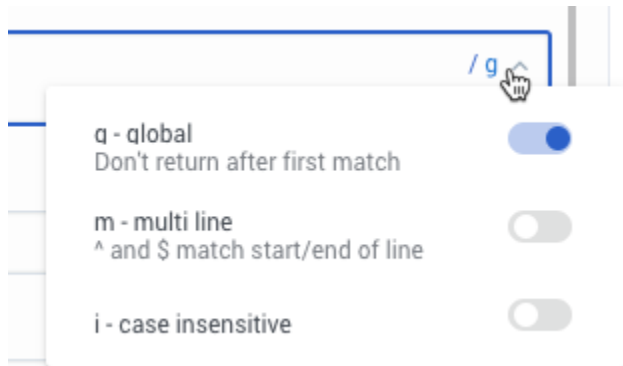 / g
g - global
Don't return after first match
m - multi line
^ and $ match start/end of line
i - case insensitive